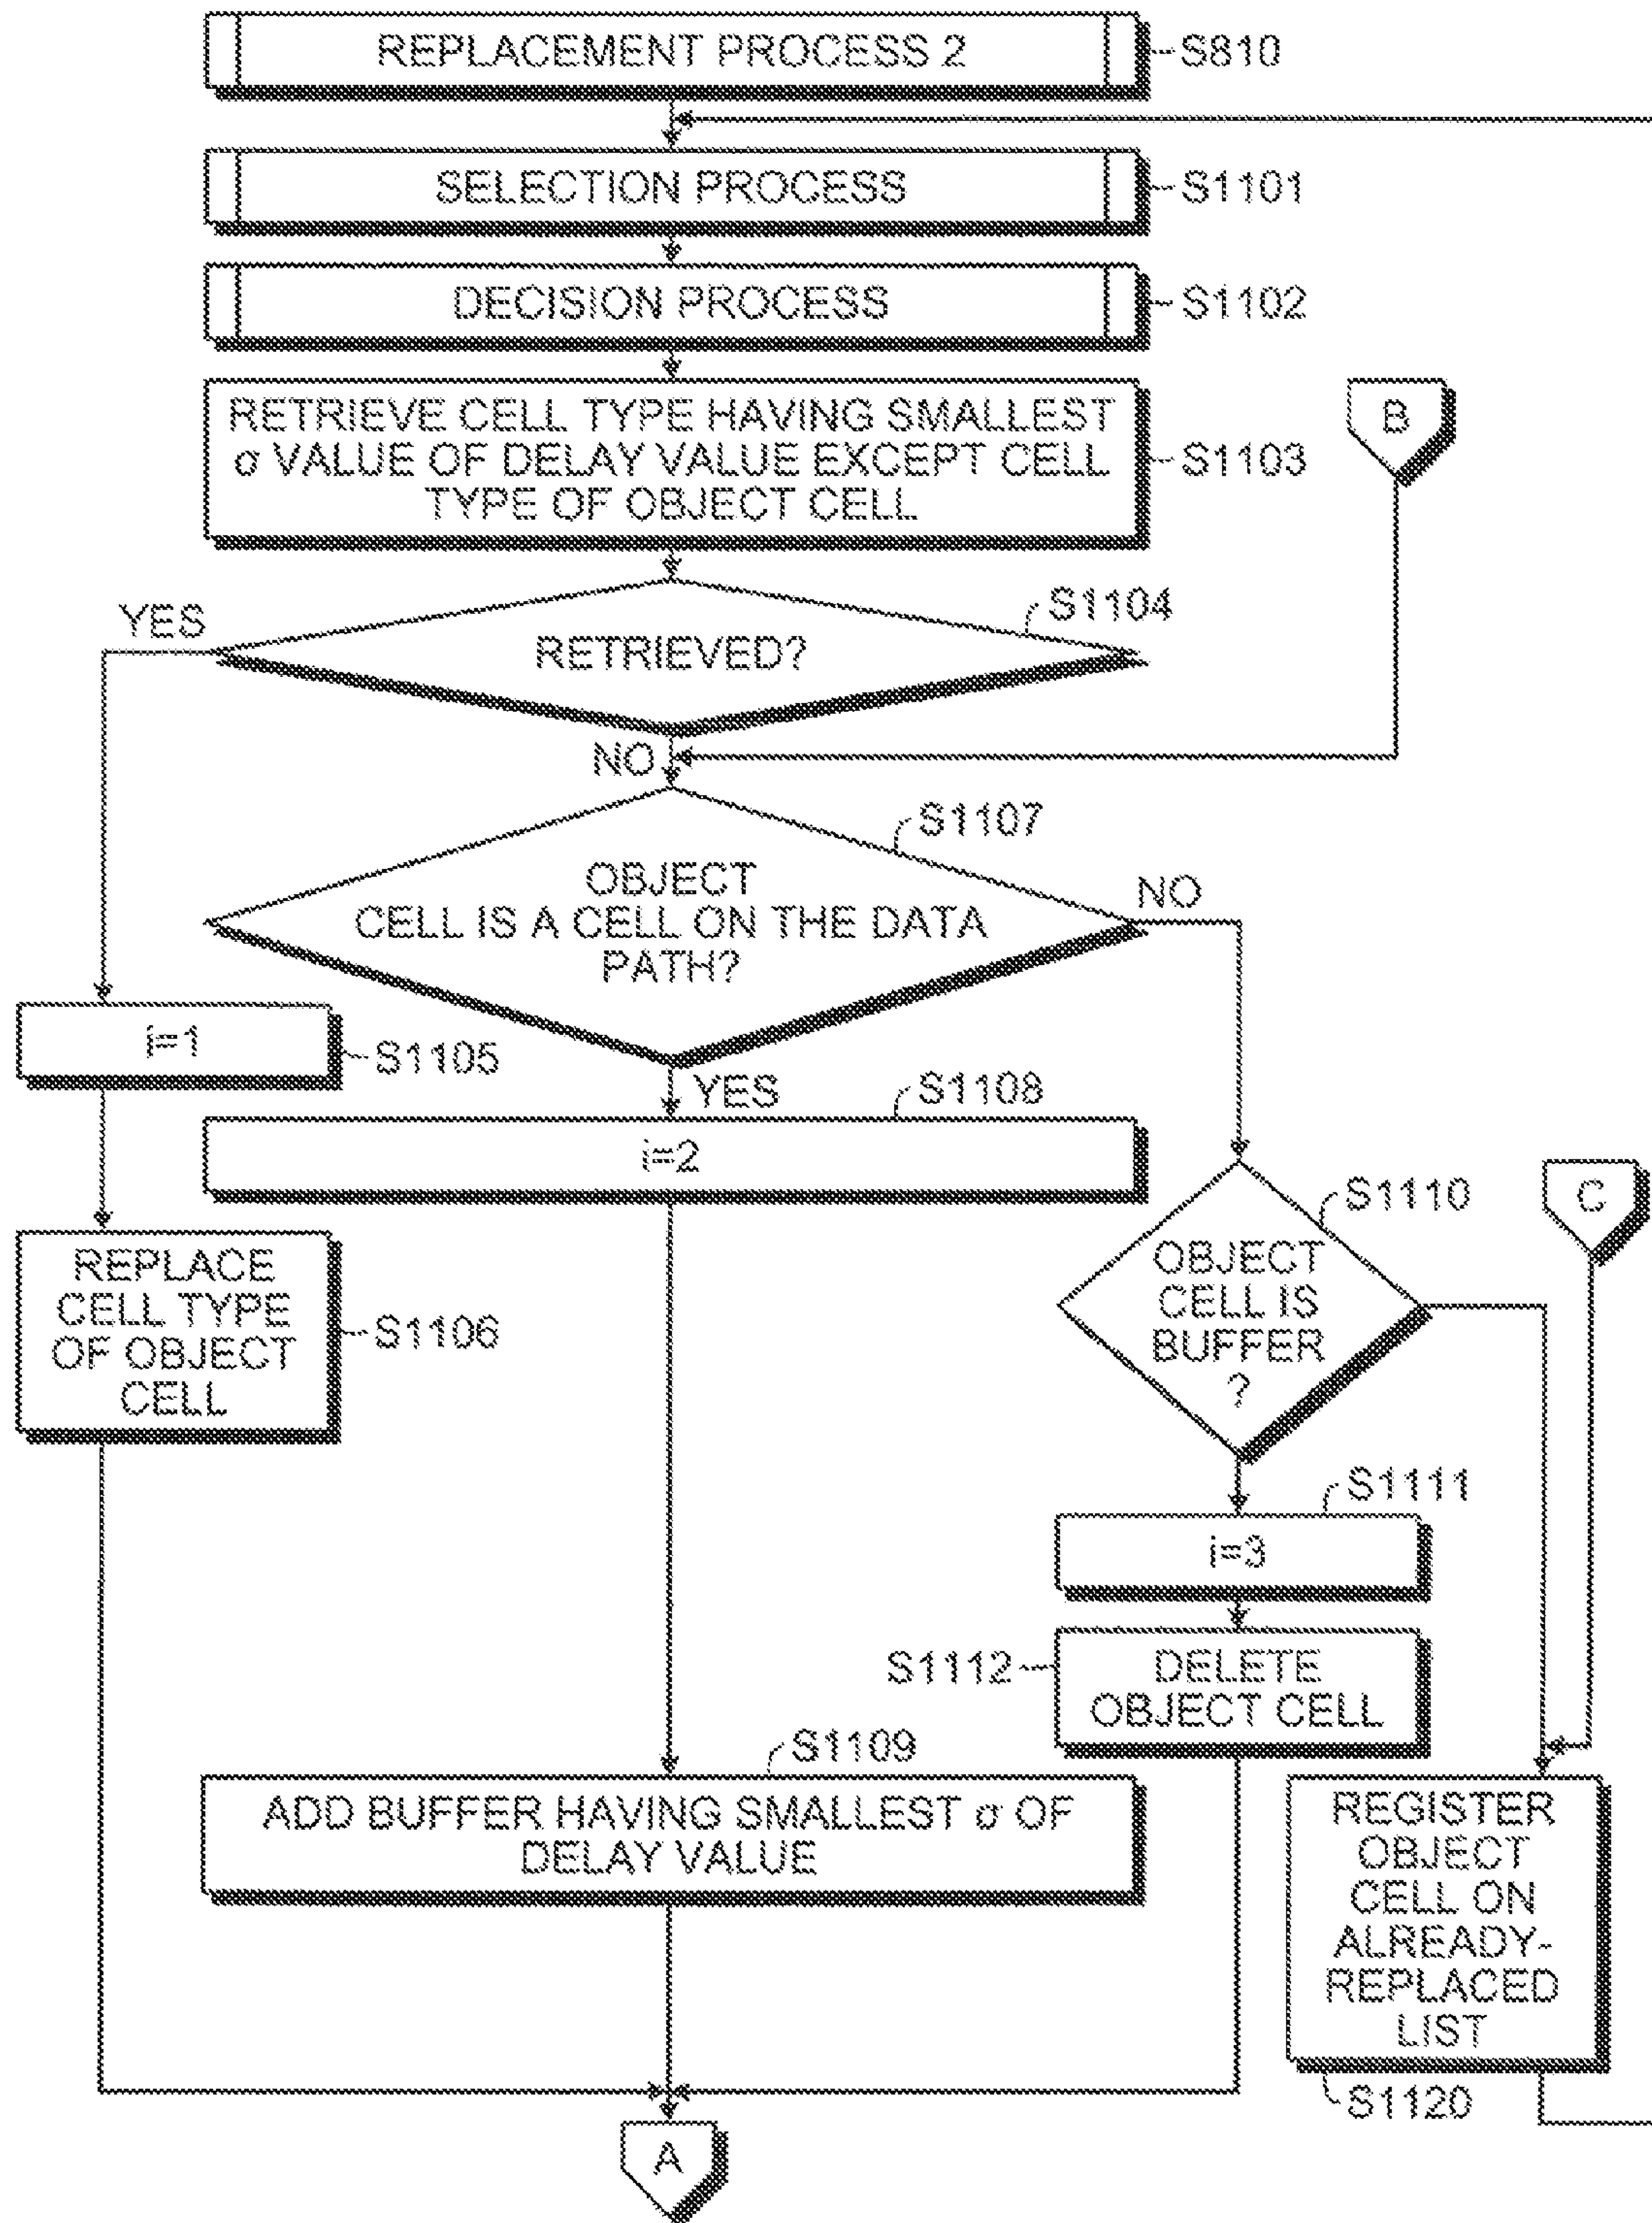 REPLACEMENT PROCESS 2
S810
SELECTION PROCESS
S1101
DECISION PROCESS
S1102
RETRIEVE CELL TYPE HAVING SMALLEST
σ VALUE OF DELAY VALUE EXCEPT CELL
TYPE OF OBJECT CELL
S1103
B
S1104
YES
RETRIEVED?
NO
S1107
OBJECT
CELL IS A CELL ON THE DATA
PATH?
NO
i=1
S1105
YES
S1108
i=2
S1110
C
OBJECT
CELL IS
BUFFER
?
REPLACE
CELL TYPE
OF OBJECT
CELL
S1106
S1111
i=3
S1112
DELETE
OBJECT CELL
S1109
ADD BUFFER HAVING SMALLEST σ OF
DELAY VALUE
REGISTER
OBJECT
CELL ON
ALREADY-
REPLACED
LIST
S1120
A